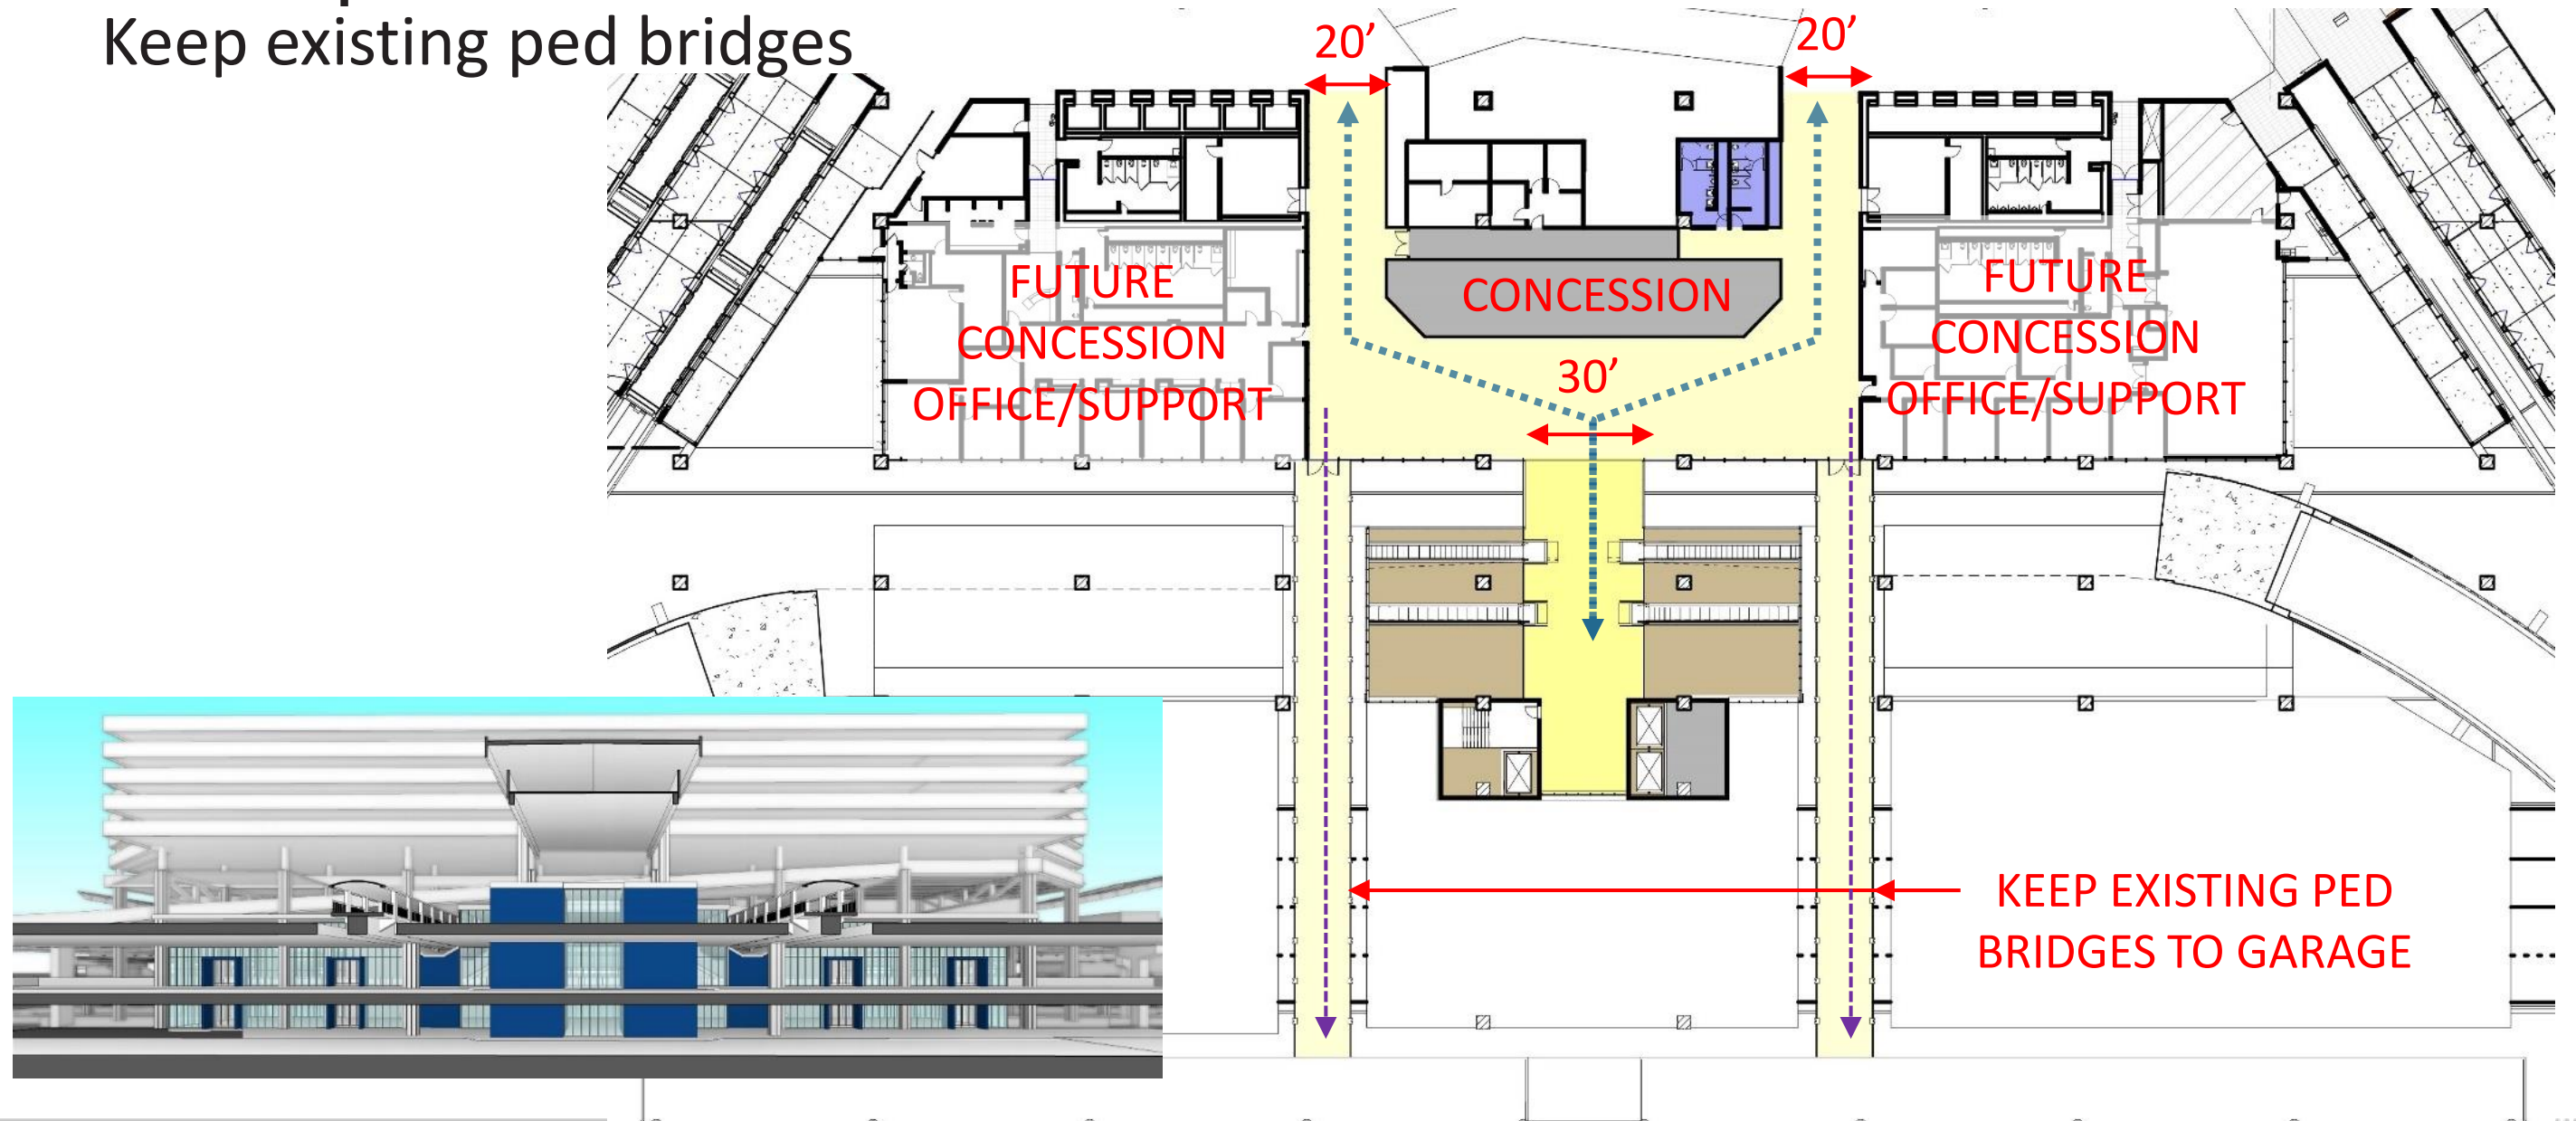 Keep existing ped bridges
20’
20’
FUTURE
CONCESSION
OFFICE/SUPPORT
CONCESSION
FUTURE
CONCESSION
OFFICE/SUPPORT
30’
KEEP EXISTING PED
BRIDGES TO GARAGE